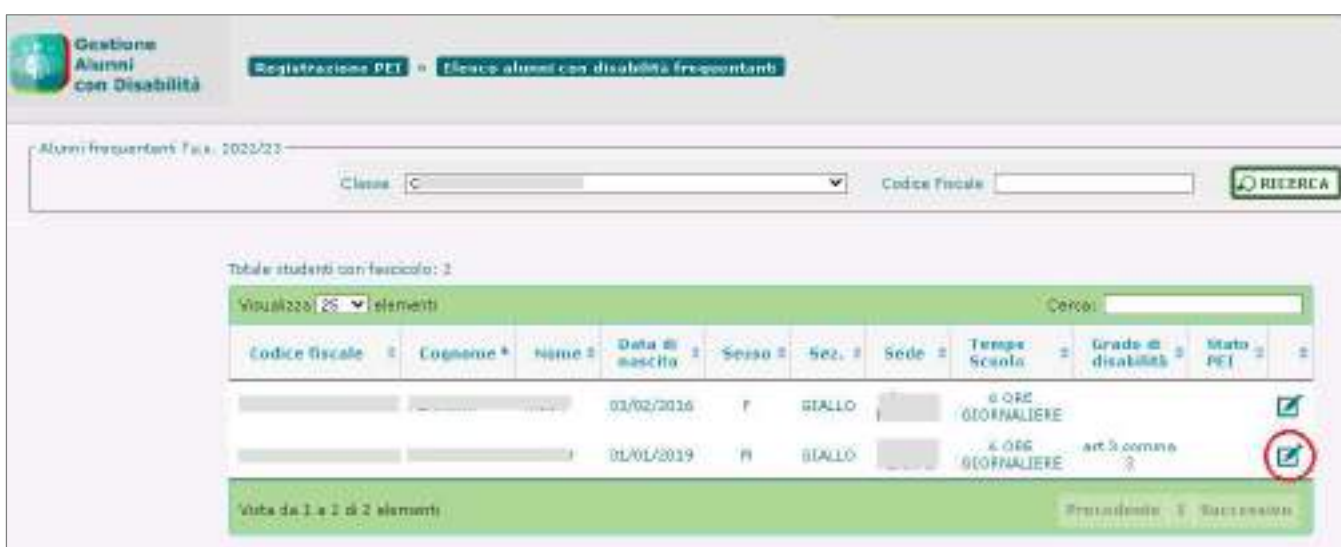 Gestione
Alunni
con Disabilità
Registrazione PEI » Elenco alunni con disabilità frequentanti
Alunni frequentanti l'a.s. 2022/23
Classe C Codice Fiscale RICERCA
Totale studenti con fascicolo: 2
Visualizza 25 elementi Cerca:
Codice fiscale Cognome Nome Data di nascita Sesso Sez. Sede Tempo Scuola Grado di disabilità Stato PEI
03/02/2016 F GIALLO 6 ORE GIORNALIERE
01/01/2019 M GIALLO 6 ORE GIORNALIERE art 3 comma 3
Vista da 1 a 2 di 2 elementi Precedente 1 Successivo